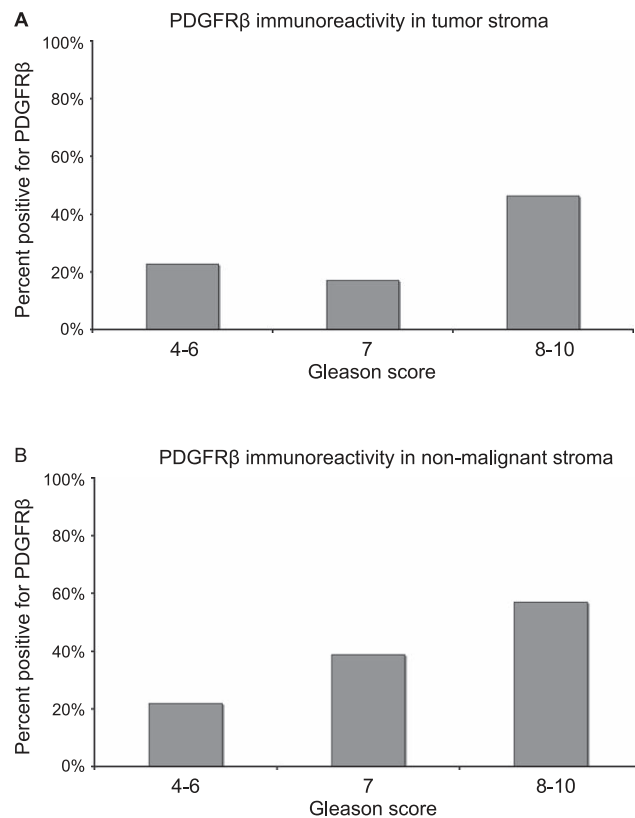 A
PDGFRβ immunoreactivity in tumor stroma
Percent positive for PDGFRβ
100%
80%
60%
40%
20%
0%
4-6 7 8-10
Gleason score
B
PDGFRβ immunoreactivity in non-malignant stroma
Percent positive for PDGFRβ
100%
80%
60%
40%
20%
0%
4-6 7 8-10
Gleason score